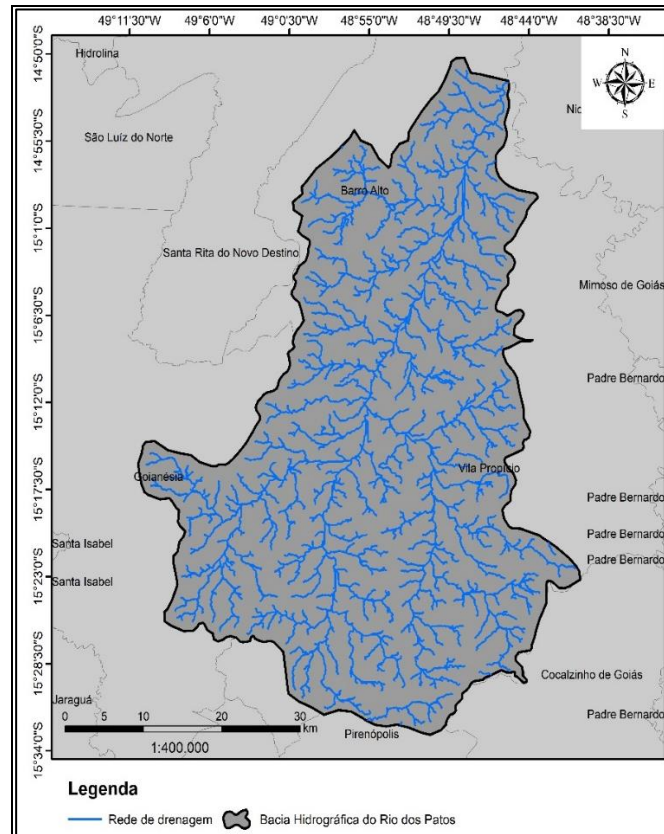 49°11'30"S 49°6'0"S 49°0'30"S 48°55'0"S 48°49'30"S 48°44'0"S 48°38'30"S
14°50'0"S
Hidrolina
N
W E
S
Nic
14°55'30"S
São Luíz do Norte
Barro Alto
15°1'0"S
Santa Rita do Novo Destino
Mimoso de Goiás
15°6'30"S
Padre Bernardo
15°12'0"S
Vila Propício
Goianésia
15°17'30"S
Padre Bernardo
Padre Bernardo
Santa Isabel
Padre Bernardo
15°23'0"S
Santa Isabel
15°28'30"S
Cocalzinho de Goiás
Jaraguá
Padre Bernardo
0 5 10 20 30
km
Pirenópolis
1:400.000
15°34'0"S
Legenda
Rede de drenagem Bacia Hidrográfica do Rio dos Patos